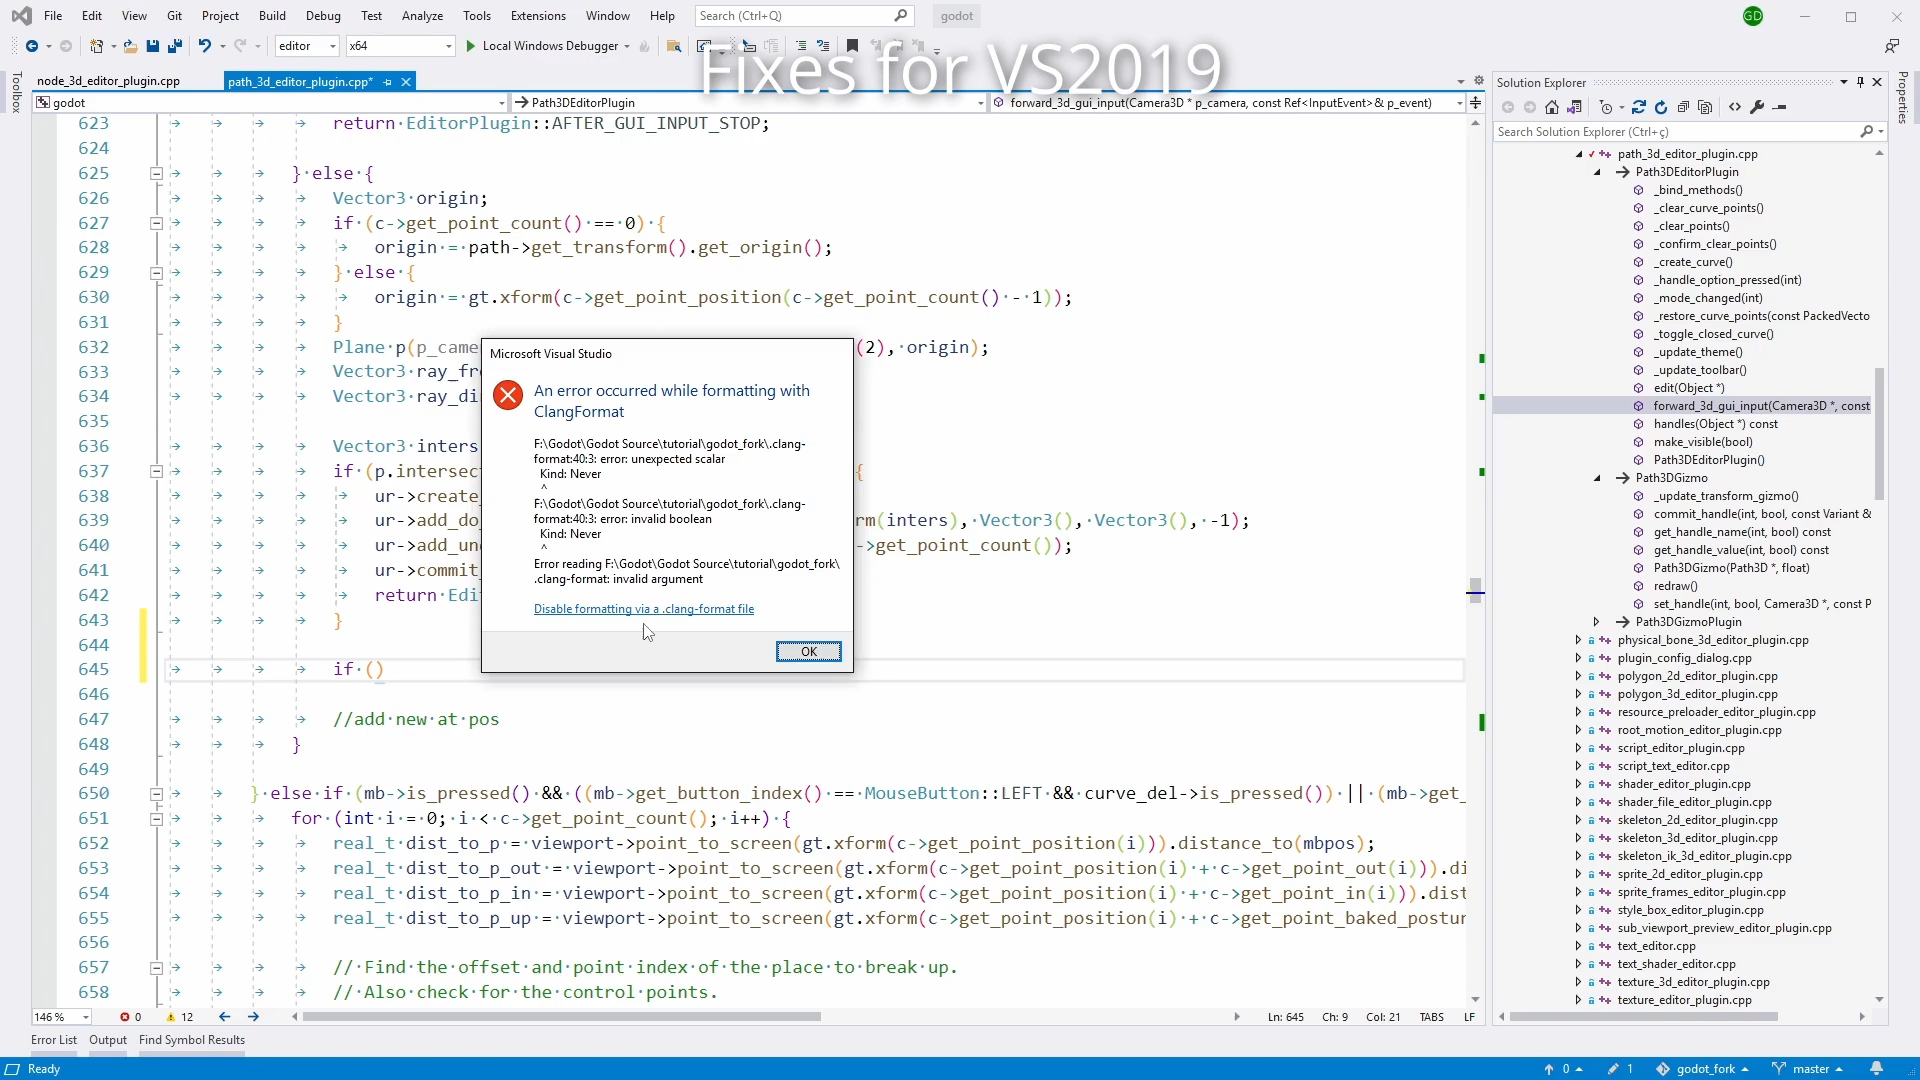 File Edit View Git Project Build Debug Test Analyze Tools Extensions Window Help Search (Ctrl+Q) godot GD
editor x64 Local Windows Debugger
Fixes for VS2019
Toolbox
node_3d_editor_plugin.cpp path_3d_editor_plugin.cpp*
godot Path3DEditorPlugin forward_3d_gui_input(Camera3D * p_camera, const Ref<InputEvent>& p_event)
623 return EditorPlugin::AFTER_GUI_INPUT_STOP;
624
625 } else {
626 Vector3 origin;
627 if (c->get_point_count() == 0) {
628 origin = path->get_transform().get_origin();
629 } else {
630 origin = gt.xform(c->get_point_position(c->get_point_count() - 1));
631 }
632 Plane p(p_came (2), origin);
633 Vector3 ray_fr
634 Vector3 ray_di
635
636 Vector3 inters
637 if (p.intersec {
638 ur->create_
639 ur->add_do rm(inters), Vector3(), Vector3(), -1);
640 ur->add_un ->get_point_count());
641 ur->commit_
642 return Edi
643 }
644
645 if ()
646
647 //add new at pos
648 }
649
650 } else if (mb->is_pressed() && ((mb->get_button_index() == MouseButton::LEFT && curve_del->is_pressed()) || (mb->get_
651 for (int i = 0; i < c->get_point_count(); i++) {
652 real_t dist_to_p = viewport->point_to_screen(gt.xform(c->get_point_position(i))).distance_to(mbpos);
653 real_t dist_to_p_out = viewport->point_to_screen(gt.xform(c->get_point_position(i) + c->get_point_out(i))).di
654 real_t dist_to_p_in = viewport->point_to_screen(gt.xform(c->get_point_position(i) + c->get_point_in(i))).dist
655 real_t dist_to_p_up = viewport->point_to_screen(gt.xform(c->get_point_position(i) + c->get_point_baked_postur
656
657 // Find the offset and point index of the place to break up.
658 // Also check for the control points.
Microsoft Visual Studio
An error occurred while formatting with
ClangFormat
F:\Godot\Godot Source\tutorial\godot_fork\.clang-
format:40:3: error: unexpected scalar
Kind: Never
^
F:\Godot\Godot Source\tutorial\godot_fork\.clang-
format:40:3: error: invalid boolean
Kind: Never
^
Error reading F:\Godot\Godot Source\tutorial\godot_fork\
.clang-format: invalid argument
Disable formatting via a .clang-format file
OK
146 % 0 12 Ln: 645 Ch: 9 Col: 21 TABS LF
Error List Output Find Symbol Results
Ready 0 1 godot_fork master
Solution Explorer
Properties
Search Solution Explorer (Ctrl+ç)
path_3d_editor_plugin.cpp
Path3DEditorPlugin
_bind_methods()
_clear_curve_points()
_clear_points()
_confirm_clear_points()
_create_curve()
_handle_option_pressed(int)
_mode_changed(int)
_restore_curve_points(const PackedVecto
_toggle_closed_curve()
_update_theme()
_update_toolbar()
edit(Object *)
forward_3d_gui_input(Camera3D *, const
handles(Object *) const
make_visible(bool)
Path3DEditorPlugin()
Path3DGizmo
_update_transform_gizmo()
commit_handle(int, bool, const Variant &
get_handle_name(int, bool) const
get_handle_value(int, bool) const
Path3DGizmo(Path3D *, float)
redraw()
set_handle(int, bool, Camera3D *, const P
Path3DGizmoPlugin
physical_bone_3d_editor_plugin.cpp
plugin_config_dialog.cpp
polygon_2d_editor_plugin.cpp
polygon_3d_editor_plugin.cpp
resource_preloader_editor_plugin.cpp
root_motion_editor_plugin.cpp
script_editor_plugin.cpp
script_text_editor.cpp
shader_editor_plugin.cpp
shader_file_editor_plugin.cpp
skeleton_2d_editor_plugin.cpp
skeleton_3d_editor_plugin.cpp
skeleton_ik_3d_editor_plugin.cpp
sprite_2d_editor_plugin.cpp
sprite_frames_editor_plugin.cpp
style_box_editor_plugin.cpp
sub_viewport_preview_editor_plugin.cpp
text_editor.cpp
text_shader_editor.cpp
texture_3d_editor_plugin.cpp
texture_editor_plugin.cpp